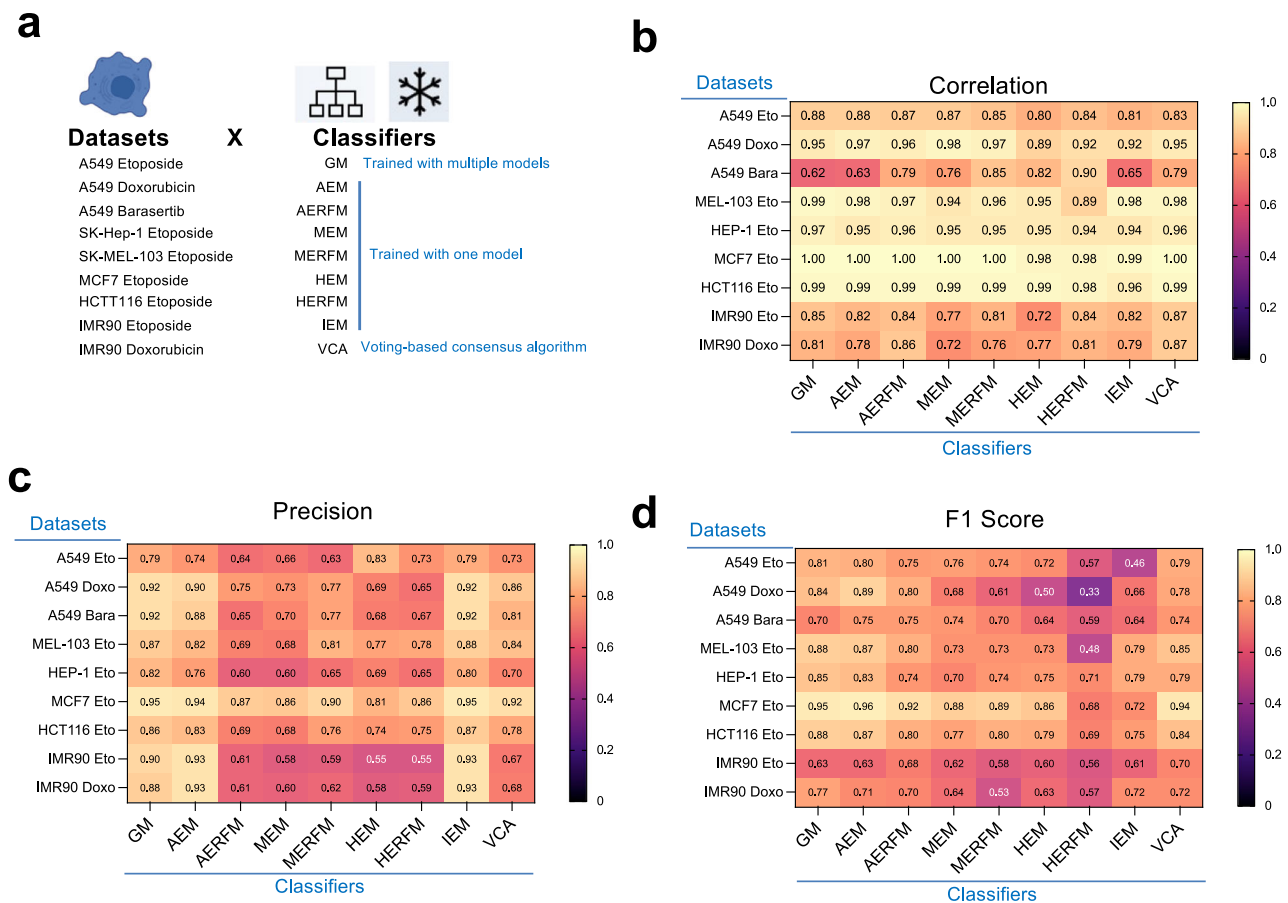 a
Datasets X Classifiers
A549 Etoposide
A549 Doxorubicin
A549 Barasertib
SK-Hep-1 Etoposide
SK-MEL-103 Etoposide
MCF7 Etoposide
HCTT116 Etoposide
IMR90 Etoposide
IMR90 Doxorubicin
GM Trained with multiple models
AEM
AERFM
MEM
MERFM Trained with one model
HEM
HERFM
IEM
VCA Voting-based consensus algorithm
b
Datasets Correlation
A549 Eto 0.88 0.88 0.87 0.87 0.85 0.80 0.84 0.81 0.83
A549 Doxo 0.95 0.97 0.96 0.98 0.97 0.89 0.92 0.92 0.95
A549 Bara 0.62 0.63 0.79 0.76 0.85 0.82 0.90 0.65 0.79
MEL-103 Eto 0.99 0.98 0.97 0.94 0.96 0.95 0.89 0.98 0.98
HEP-1 Eto 0.97 0.95 0.96 0.95 0.95 0.95 0.94 0.94 0.96
MCF7 Eto 1.00 1.00 1.00 1.00 1.00 0.98 0.98 0.99 1.00
HCT116 Eto 0.99 0.99 0.99 0.99 0.99 0.99 0.98 0.96 0.99
IMR90 Eto 0.85 0.82 0.84 0.77 0.81 0.72 0.84 0.82 0.87
IMR90 Doxo 0.81 0.78 0.86 0.72 0.76 0.77 0.81 0.79 0.87
GM AEM AERFM MEM MERFM HEM HERFM IEM VCA
Classifiers
1.0
0.8
0.6
0.4
0.2
0
c
Datasets Precision
A549 Eto 0.79 0.74 0.64 0.66 0.63 0.83 0.73 0.79 0.73
A549 Doxo 0.92 0.90 0.75 0.73 0.77 0.69 0.65 0.92 0.86
A549 Bara 0.92 0.88 0.65 0.70 0.77 0.68 0.67 0.92 0.81
MEL-103 Eto 0.87 0.82 0.69 0.68 0.81 0.77 0.78 0.88 0.84
HEP-1 Eto 0.82 0.76 0.60 0.60 0.65 0.69 0.65 0.80 0.70
MCF7 Eto 0.95 0.94 0.87 0.86 0.90 0.81 0.86 0.95 0.92
HCT116 Eto 0.86 0.83 0.69 0.68 0.76 0.74 0.75 0.87 0.78
IMR90 Eto 0.90 0.93 0.61 0.58 0.59 0.55 0.55 0.93 0.67
IMR90 Doxo 0.88 0.93 0.61 0.60 0.62 0.58 0.59 0.93 0.68
GM AEM AERFM MEM MERFM HEM HERFM IEM VCA
Classifiers
1.0
0.8
0.6
0.4
0.2
0
d
Datasets F1 Score
A549 Eto 0.81 0.80 0.75 0.76 0.74 0.72 0.57 0.46 0.79
A549 Doxo 0.84 0.89 0.80 0.68 0.61 0.50 0.33 0.66 0.78
A549 Bara 0.70 0.75 0.75 0.74 0.70 0.64 0.59 0.64 0.74
MEL-103 Eto 0.88 0.87 0.80 0.73 0.73 0.73 0.48 0.79 0.85
HEP-1 Eto 0.85 0.83 0.74 0.70 0.74 0.75 0.71 0.79 0.79
MCF7 Eto 0.95 0.96 0.92 0.88 0.89 0.86 0.68 0.72 0.94
HCT116 Eto 0.88 0.87 0.80 0.77 0.80 0.79 0.69 0.75 0.84
IMR90 Eto 0.63 0.63 0.68 0.62 0.58 0.60 0.56 0.61 0.70
IMR90 Doxo 0.77 0.71 0.70 0.64 0.53 0.63 0.57 0.72 0.72
GM AEM AERFM MEM MERFM HEM HERFM IEM VCA
Classifiers
1.0
0.8
0.6
0.4
0.2
0